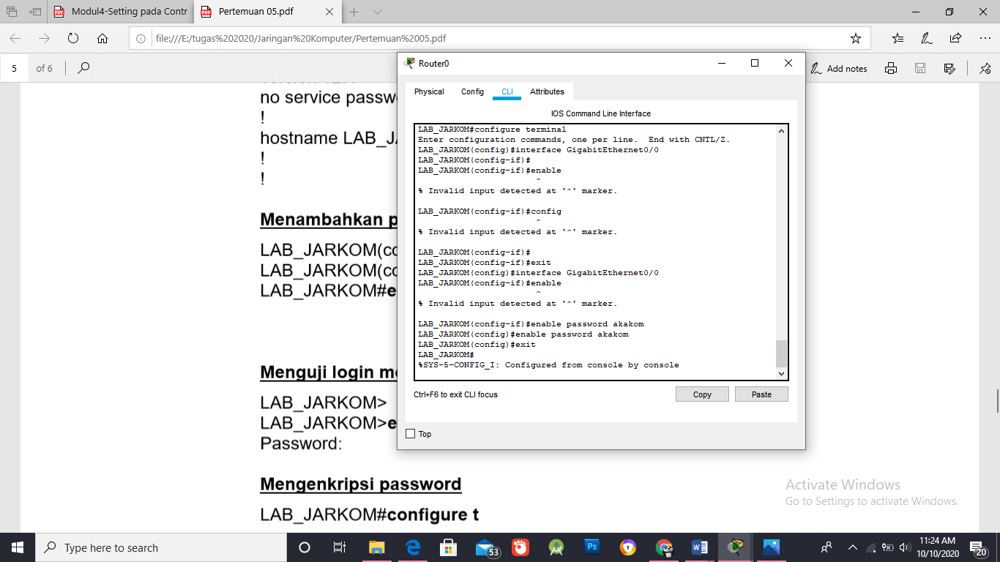 Modul4-Setting pada Contr
Pertemuan 05.pdf
file:///E:/tugas%202020/Jaringan%20Komputer/Pertemuan%2005.pdf
5 of 6
Add notes
no service passw
!
hostname LAB_JA
!
!
Menambahkan p
LAB_JARKOM(co
LAB_JARKOM(co
LAB_JARKOM#e
Menguji login me
LAB_JARKOM>
LAB_JARKOM>e
Password:
Mengenkripsi password
LAB_JARKOM#configure t
Router0
Physical Config CLI Attributes
IOS Command Line Interface
LAB_JARKOM#configure terminal
Enter configuration commands, one per line.  End with CNTL/Z.
LAB_JARKOM(config)#interface GigabitEthernet0/0
LAB_JARKOM(config-if)#
LAB_JARKOM(config-if)#enable
^
% Invalid input detected at '^' marker.
LAB_JARKOM(config-if)#config
^
% Invalid input detected at '^' marker.
LAB_JARKOM(config-if)#
LAB_JARKOM(config-if)#exit
LAB_JARKOM(config)#interface GigabitEthernet0/0
LAB_JARKOM(config-if)#enable
^
% Invalid input detected at '^' marker.
LAB_JARKOM(config-if)#enable password akakom
LAB_JARKOM(config)#enable password akakom
LAB_JARKOM(config)#exit
LAB_JARKOM#
%SYS-5-CONFIG_I: Configured from console by console
Ctrl+F6 to exit CLI focus
Copy Paste
Top
Activate Windows
Go to Settings to activate Windows.
Type here to search
53
Ps
11:24 AM
10/10/2020
20